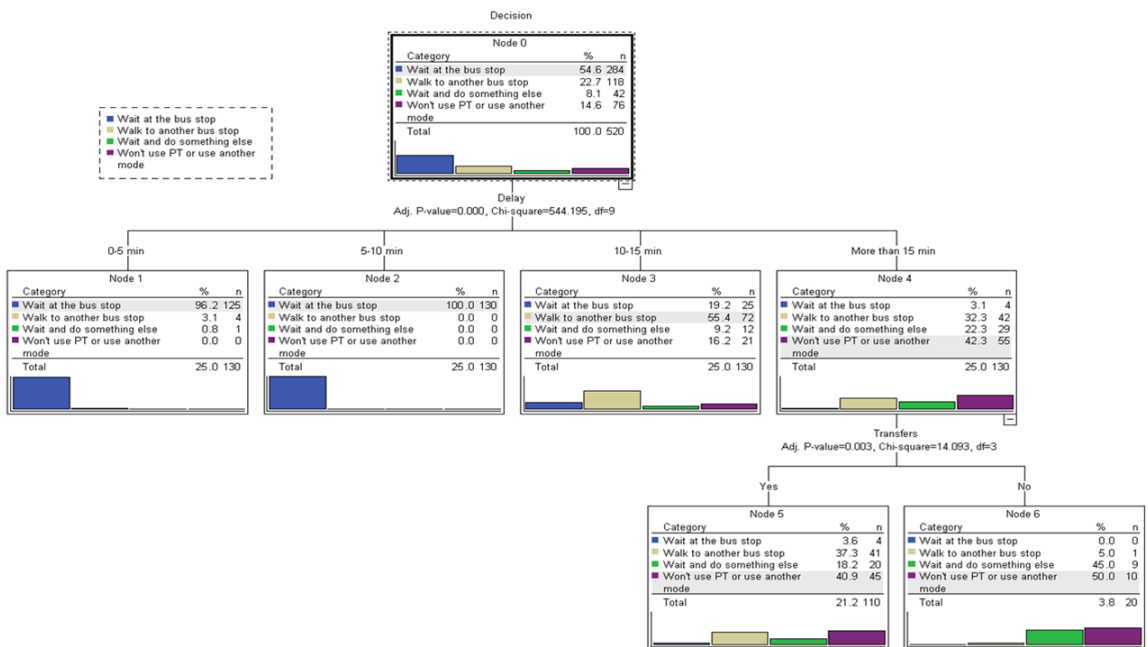 Decision
Node 0
Category % n
Wait at the bus stop 54.6 284
Walk to another bus stop 22.7 118
Wait and do something else 8.1 42
Won't use PT or use another 14.6 76
mode
Total 100.0 520
Wait at the bus stop
Walk to another bus stop
Wait and do something else
Won't use PT or use another
mode
Delay
Adj. P-value=0.000, Chi-square=544.195, df=9
0-5 min
5-10 min
10-15 min
More than 15 min
Node 1
Category % n
Wait at the bus stop 96.2 125
Walk to another bus stop 3.1 4
Wait and do something else 0.8 1
Won't use PT or use another 0.0 0
mode
Total 25.0 130
Node 2
Category % n
Wait at the bus stop 100.0 130
Walk to another bus stop 0.0 0
Wait and do something else 0.0 0
Won't use PT or use another 0.0 0
mode
Total 25.0 130
Node 3
Category % n
Wait at the bus stop 19.2 25
Walk to another bus stop 55.4 72
Wait and do something else 9.2 12
Won't use PT or use another 16.2 21
mode
Total 25.0 130
Node 4
Category % n
Wait at the bus stop 3.1 4
Walk to another bus stop 32.3 42
Wait and do something else 22.3 29
Won't use PT or use another 42.3 55
mode
Total 25.0 130
Transfers
Adj. P-value=0.003, Chi-square=14.093, df=3
Yes
No
Node 5
Category % n
Wait at the bus stop 3.6 4
Walk to another bus stop 37.3 41
Wait and do something else 18.2 20
Won't use PT or use another 40.9 45
mode
Total 21.2 110
Node 6
Category % n
Wait at the bus stop 0.0 0
Walk to another bus stop 5.0 1
Wait and do something else 45.0 9
Won't use PT or use another 50.0 10
mode
Total 3.8 20